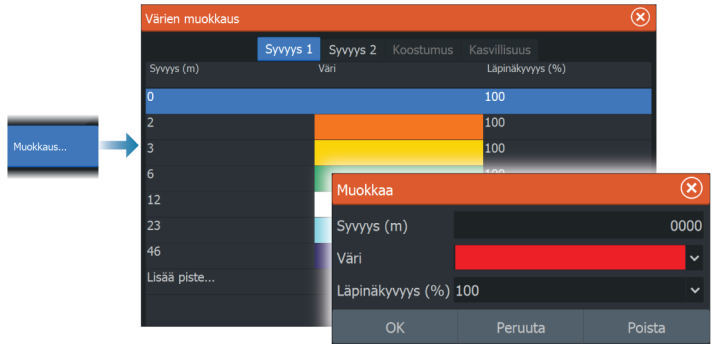 Värien muokkaus
Syvyys 1 Syvyys 2 Koostumus Kasvillisuus
Syvyys (m) Väri Läpinäkyvyys (%)
0 100
2 100
3 100
6 100
12
23
46
Lisää piste...
Muokkaus...
Muokkaa
Syvyys (m) 0000
Väri
Läpinäkyvyys (%) 100
OK Peruuta Poista